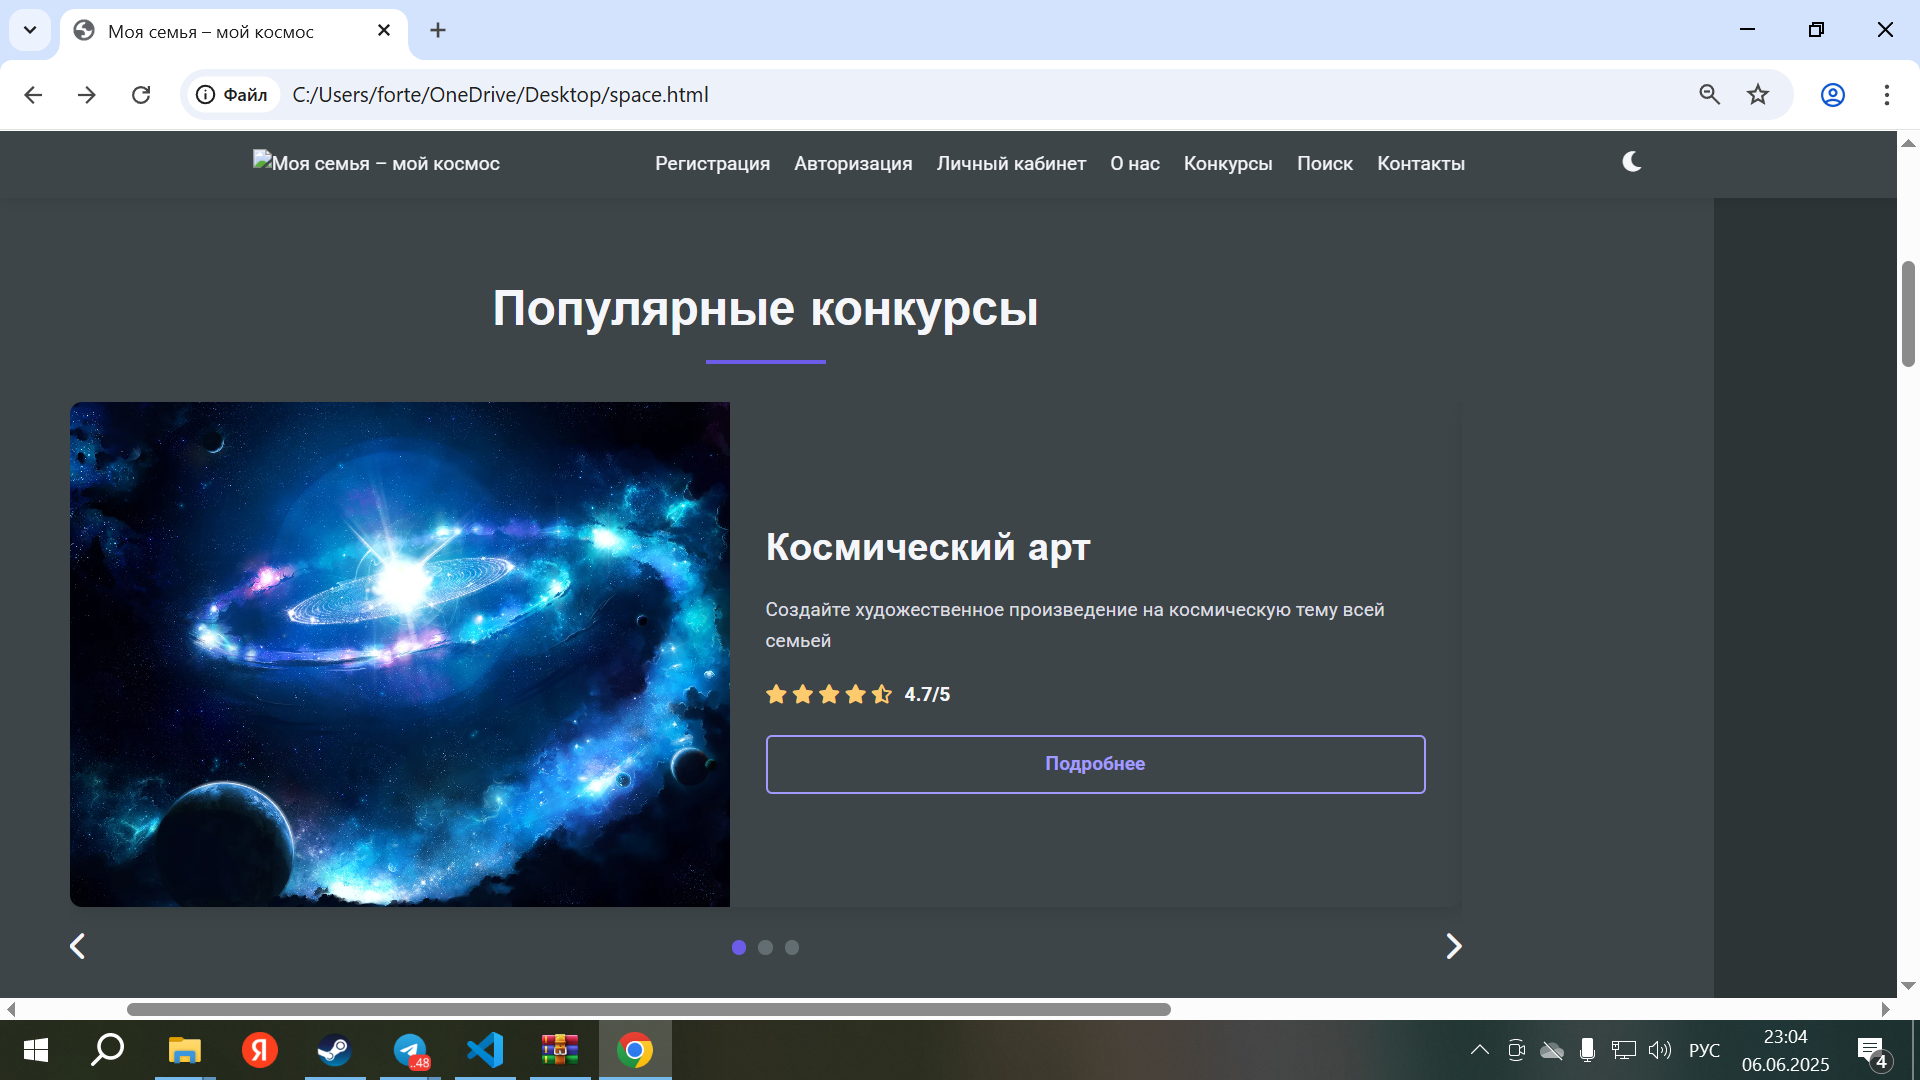 Моя семья – мой космос
Файл
C:/Users/forte/OneDrive/Desktop/space.html
Моя семья – мой космос
Регистрация
Авторизация
Личный кабинет
О нас
Конкурсы
Поиск
Контакты
Популярные конкурсы
Космический арт
Создайте художественное произведение на космическую тему всей
семьей
4.7/5
Подробнее
Я
..48
РУС
23:04
06.06.2025
4